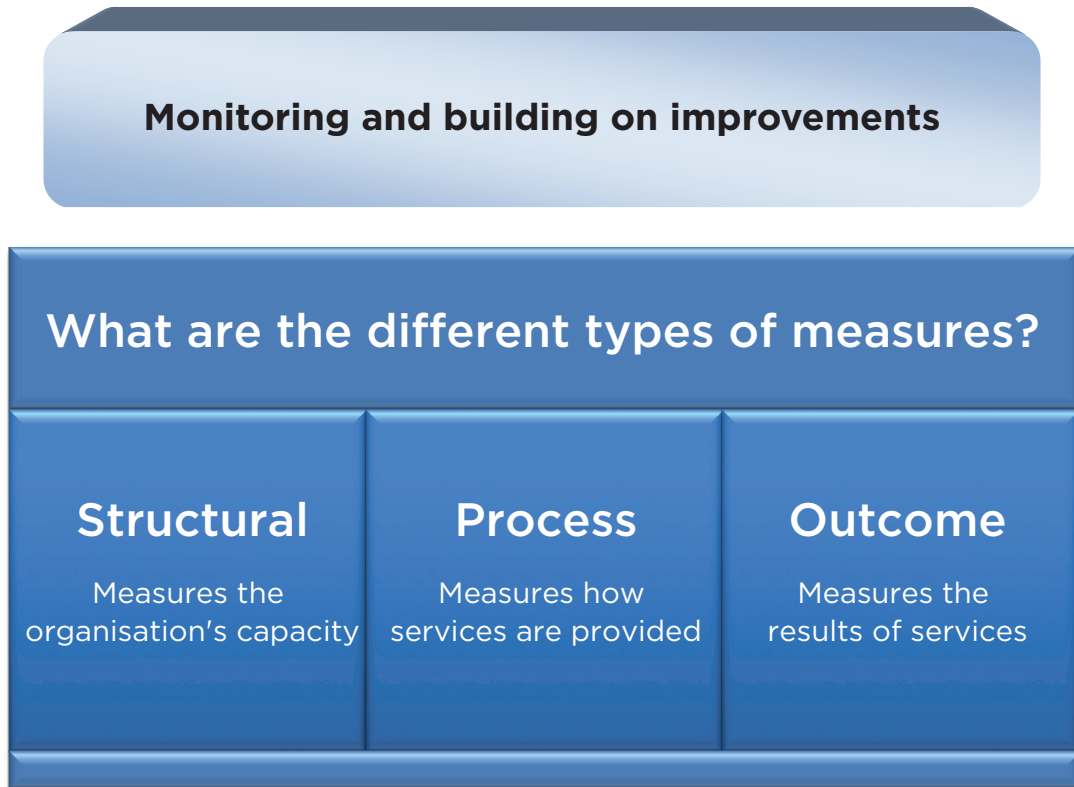 Monitoring and building on improvements
What are the different types of measures?
Structural
Measures the
organisation's capacity
Process
Measures how
services are provided
Outcome
Measures the
results of services